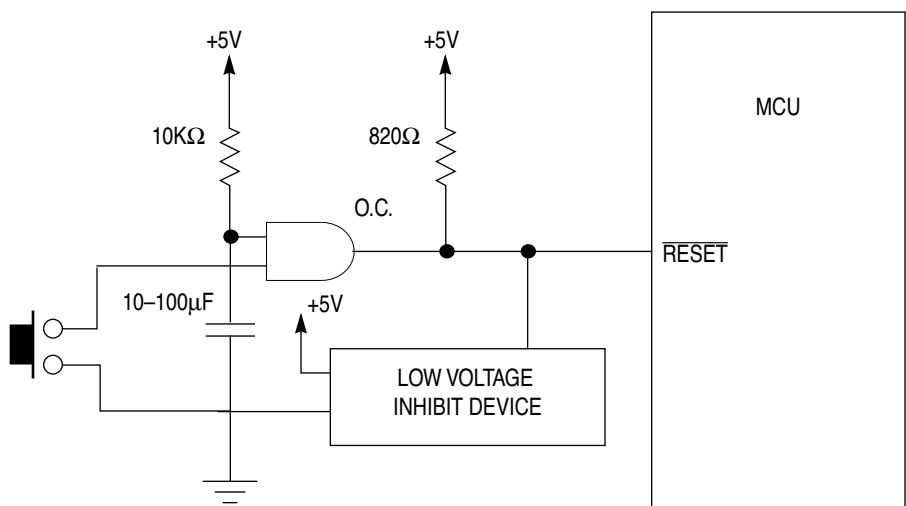 +5V
+5V
MCU
10KΩ
820Ω
O.C.
RESET
10–100µF
+5V
LOW VOLTAGE
INHIBIT DEVICE